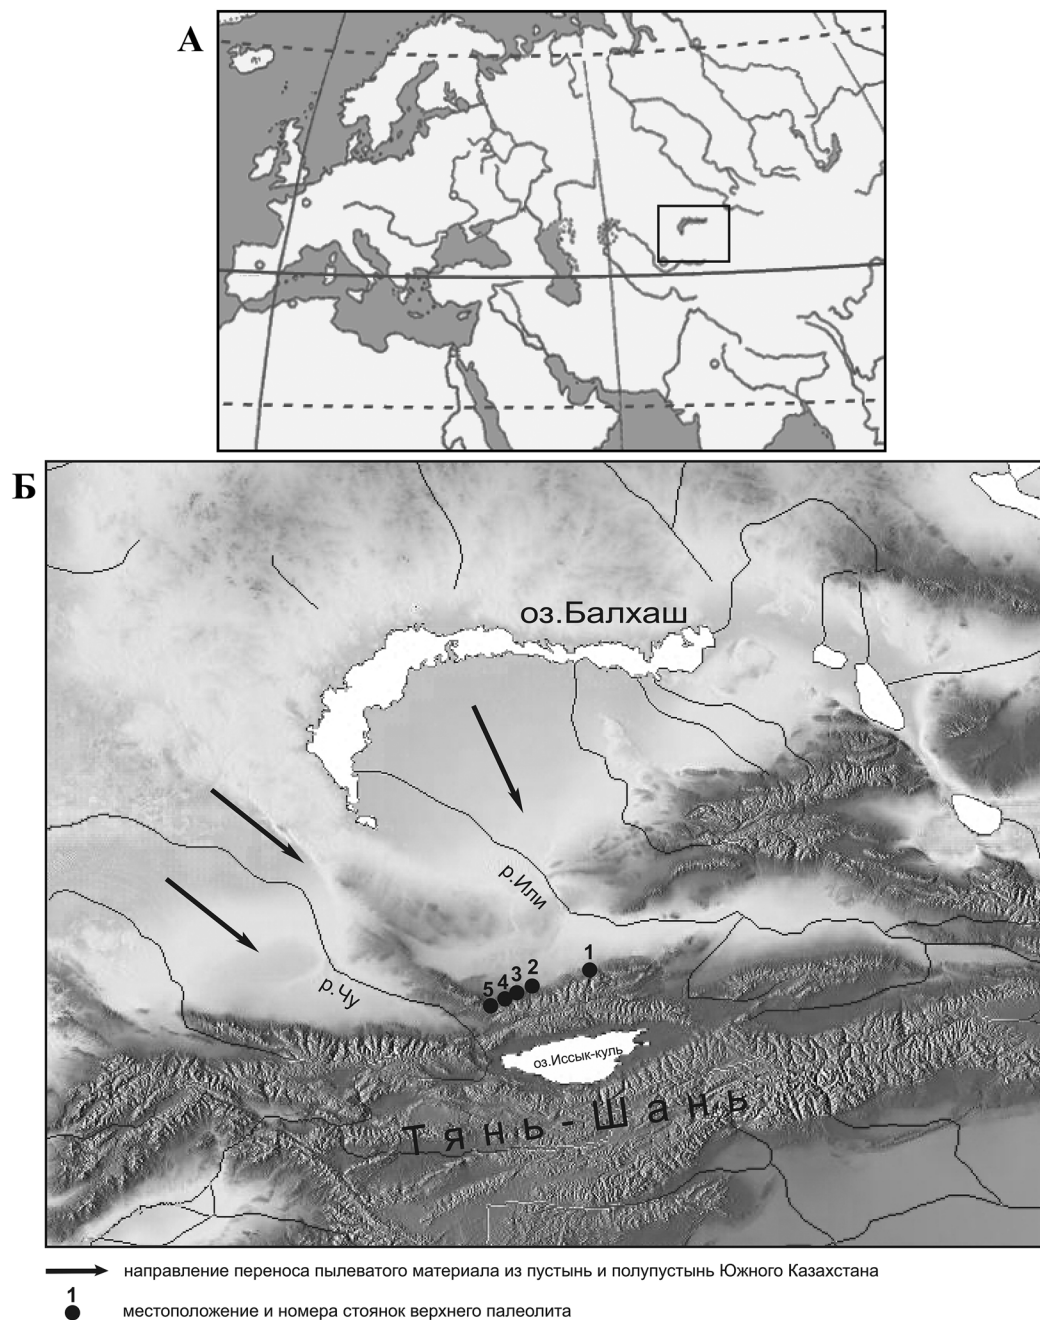 А
Б
оз.Балхаш
р.Или
р.Чу
1
2
3
4
5
оз.Иссык-куль
Тянь-Шань
направление переноса пылеватого материала из пустынь и полупустынь Южного Казахстана
1
местоположение и номера стоянок верхнего палеолита